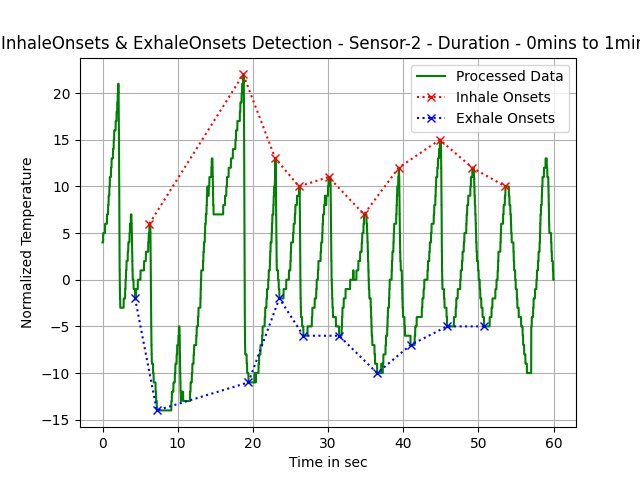 InhaleOnsets & ExhaleOnsets Detection - Sensor-2 - Duration - 0mins to 1min
Processed Data
Inhale Onsets
Exhale Onsets
Normalized Temperature
20
15
10
5
0
−5
−10
−15
0 10 20 30 40 50 60
Time in sec